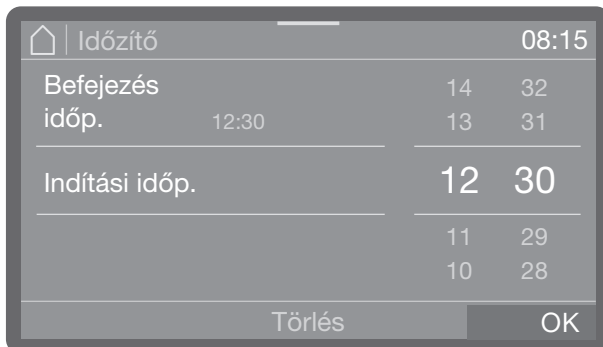 Időzítő 08:15
Befejezés 14 32
időp. 12:30 13 31
Indítási időp. 12 30
11 29
10 28
Törlés OK